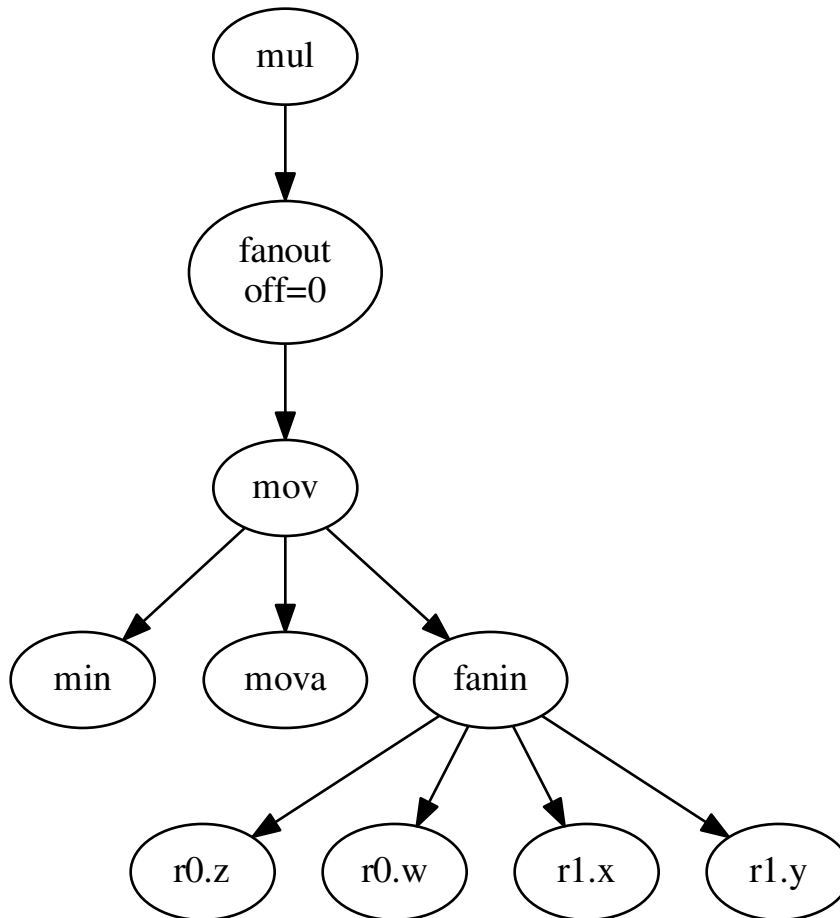 mul
fanout
off=0
mov
min
mova
fanin
r0.z
r0.w
r1.x
r1.y